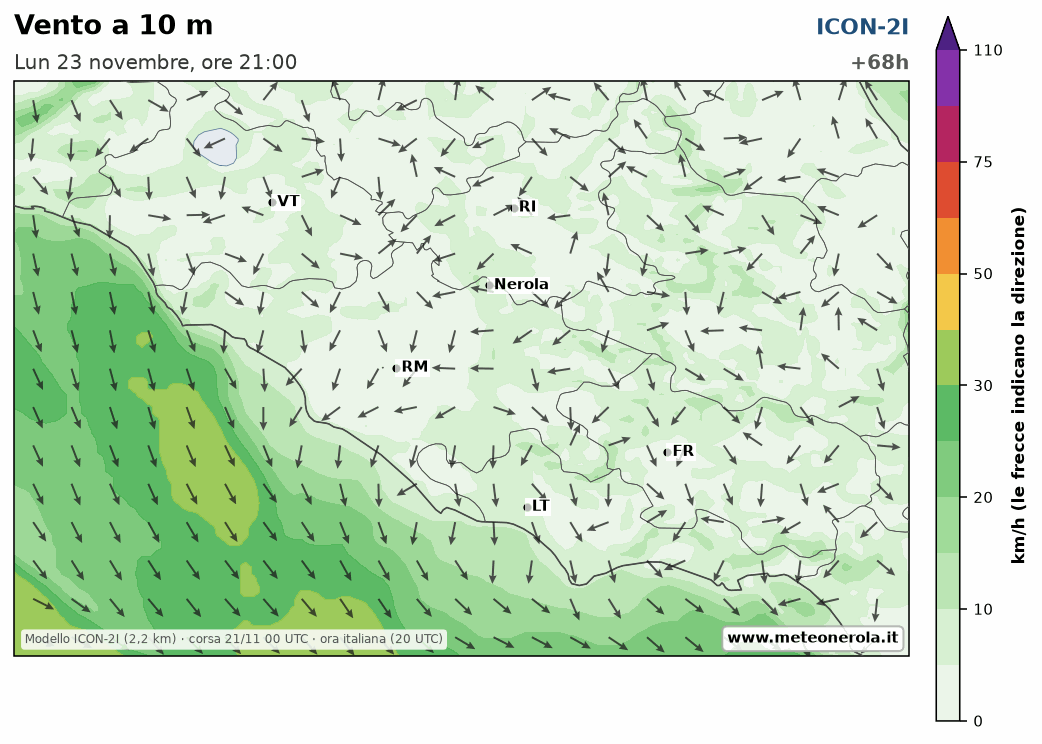 Vento a 10 m
ICON-2I
Lun 23 novembre, ore 21:00
+68h
VT
RI
Nerola
RM
FR
LT
Modello ICON-2I (2,2 km) · corsa 21/11 00 UTC · ora italiana (20 UTC)
www.meteonerola.it
110
75
50
30
20
10
0
km/h (le frecce indicano la direzione)